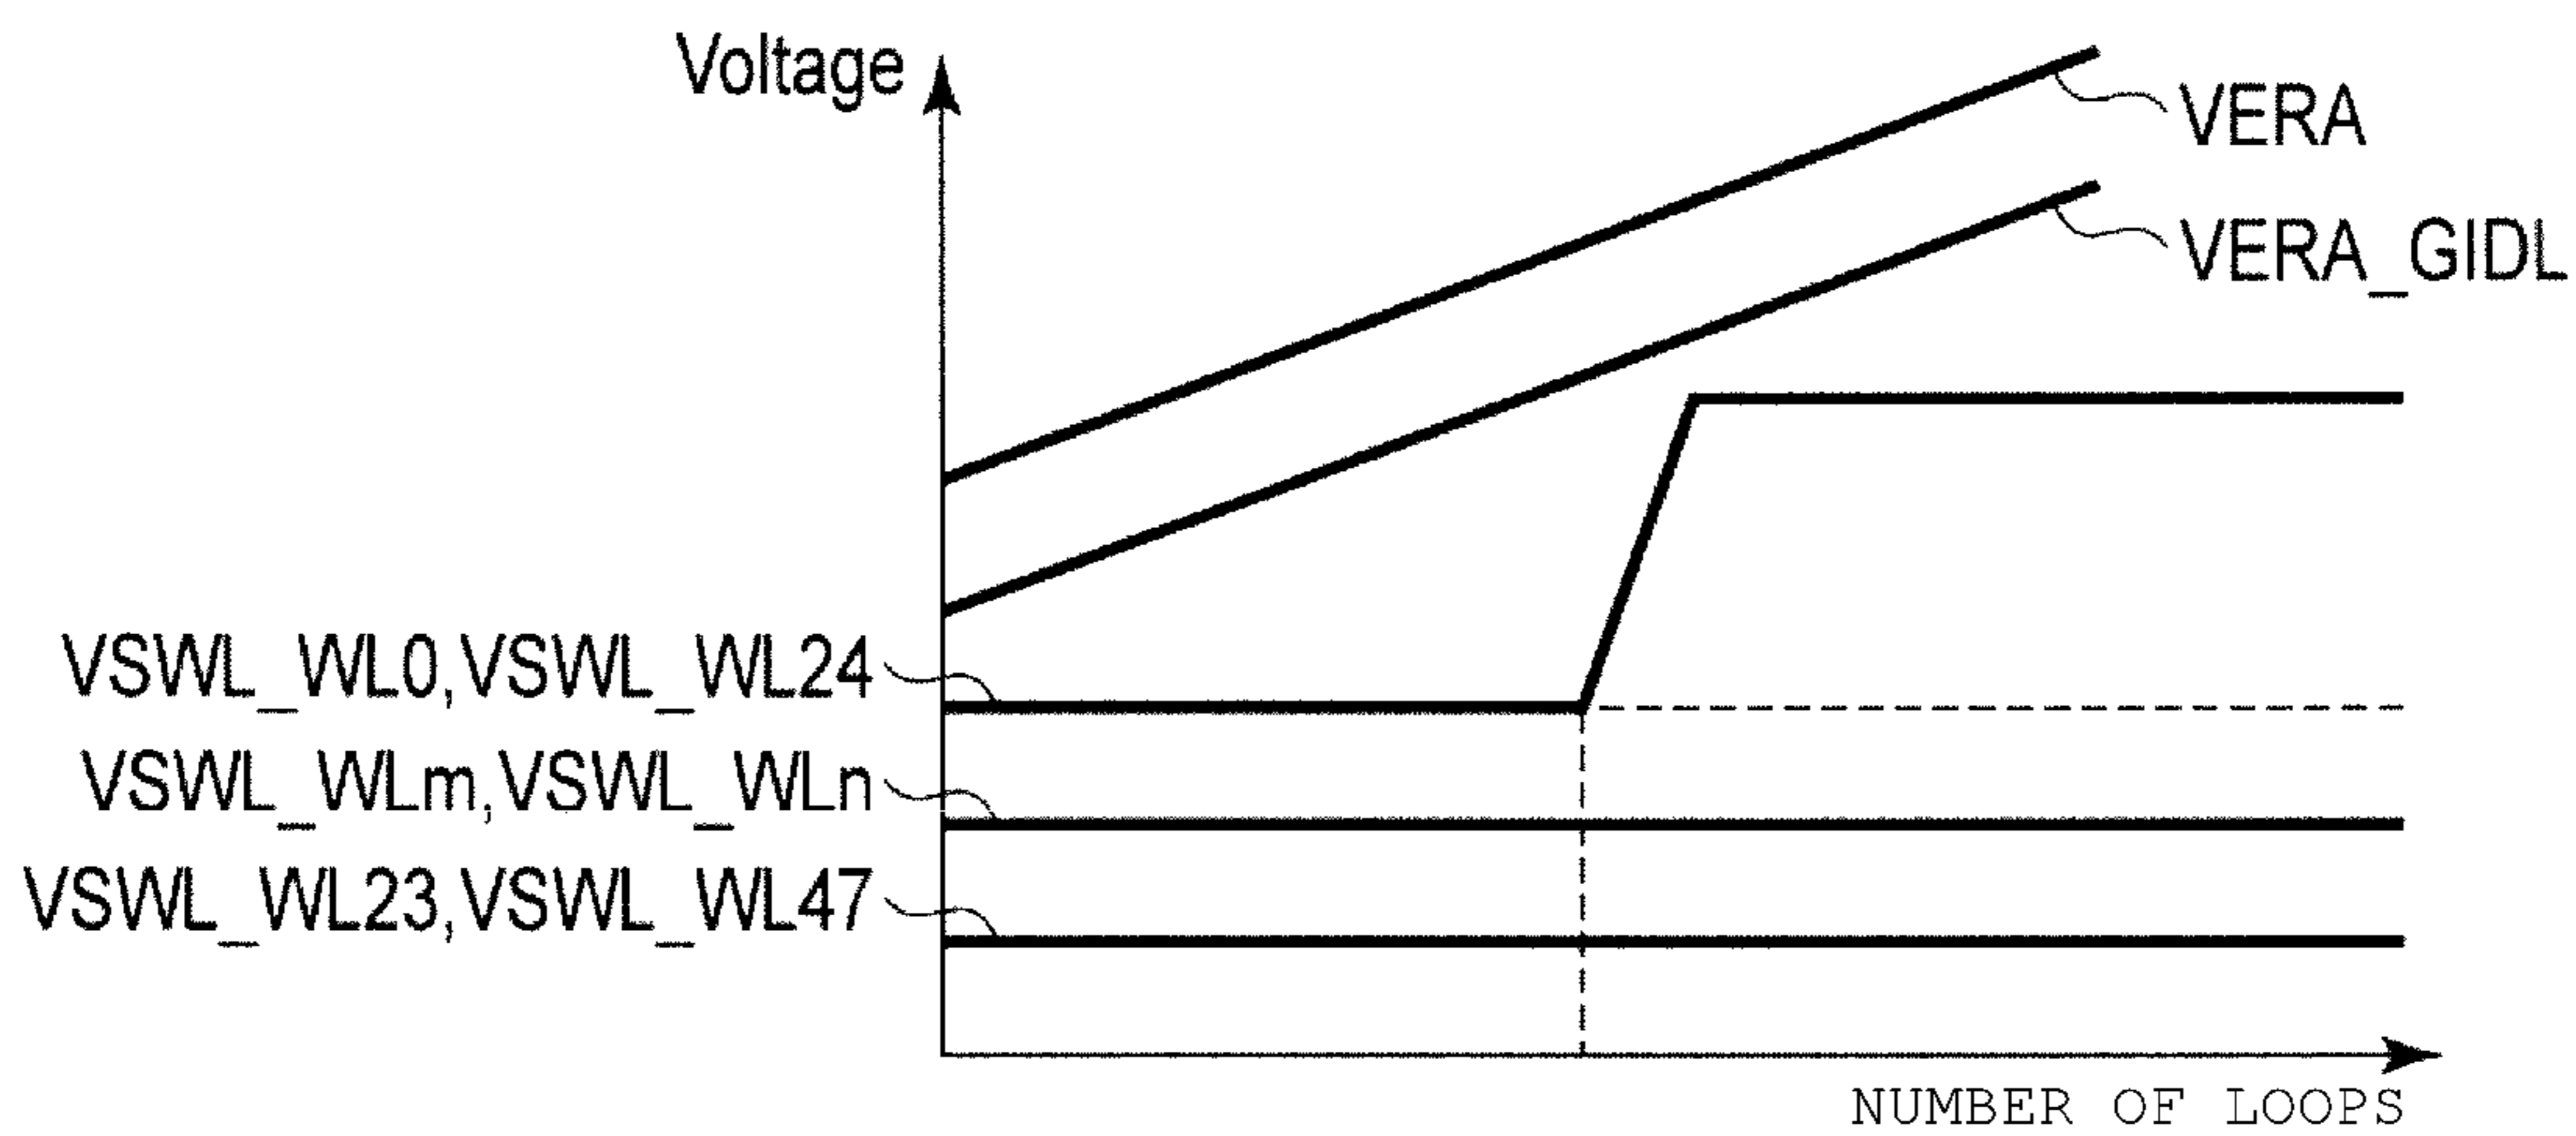 Voltage
VERA
VERA_GIDL
VSWL_WL0,VSWL_WL24
VSWL_WLm,VSWL_WLn
VSWL_WL23,VSWL_WL47
NUMBER OF LOOPS